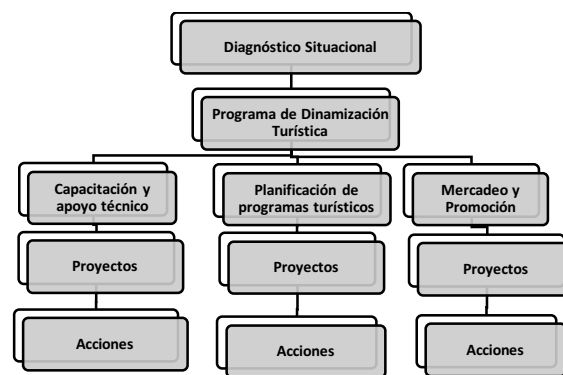 Diagnóstico Situacional
Programa de Dinamización
Turística
Capacitación y
apoyo técnico
Planificación de
programas turísticos
Mercadeo y
Promoción
Proyectos
Proyectos
Proyectos
Acciones
Acciones
Acciones